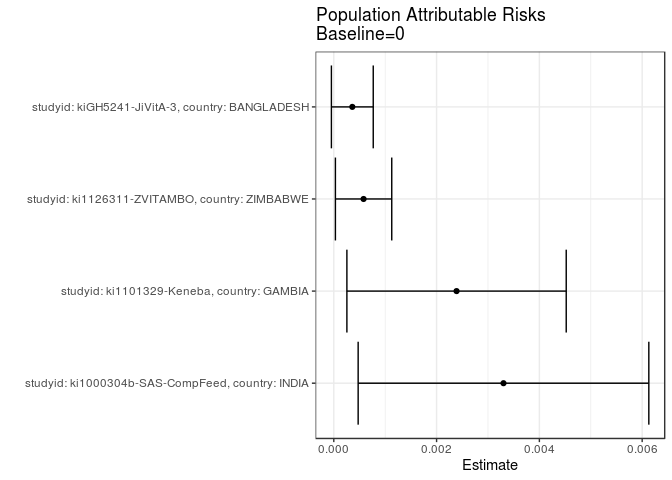 Population Attributable Risks
Baseline=0
studyid: kiGH5241-JiVitA-3, country: BANGLADESH
studyid: ki1126311-ZVITAMBO, country: ZIMBABWE
studyid: ki1101329-Keneba, country: GAMBIA
studyid: ki1000304b-SAS-CompFeed, country: INDIA
0.000 0.002 0.004 0.006
Estimate